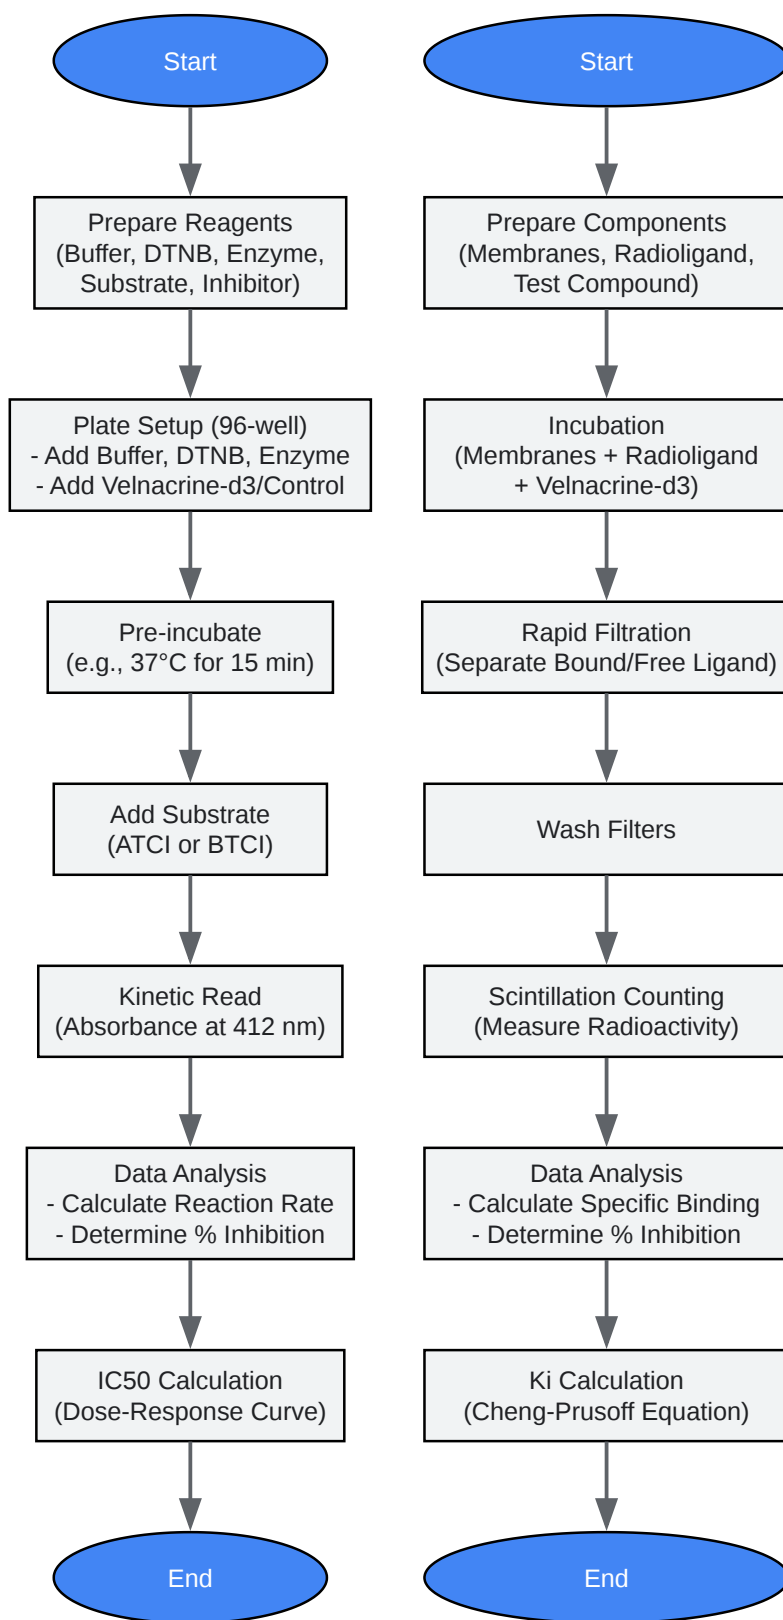 Start
Prepare Reagents
(Buffer, DTNB, Enzyme,
Substrate, Inhibitor)
Plate Setup (96-well)
- Add Buffer, DTNB, Enzyme
- Add Velnacrine-d3/Control
Pre-incubate
(e.g., 37°C for 15 min)
Add Substrate
(ATCI or BTCI)
Kinetic Read
(Absorbance at 412 nm)
Data Analysis
- Calculate Reaction Rate
- Determine % Inhibition
IC50 Calculation
(Dose-Response Curve)
End
Start
Prepare Components
(Membranes, Radioligand,
Test Compound)
Incubation
(Membranes + Radioligand
+ Velnacrine-d3)
Rapid Filtration
(Separate Bound/Free Ligand)
Wash Filters
Scintillation Counting
(Measure Radioactivity)
Data Analysis
- Calculate Specific Binding
- Determine % Inhibition
Ki Calculation
(Cheng-Prusoff Equation)
End